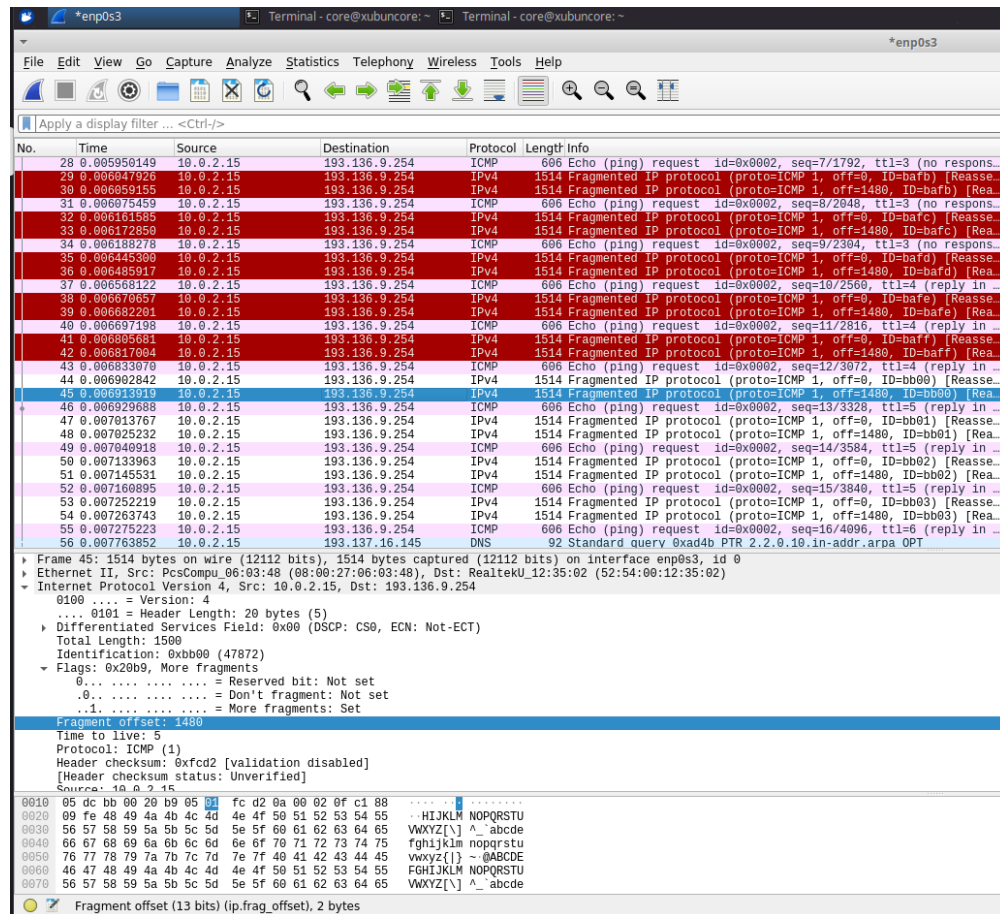 *enp0s3 Terminal - core@xubuncore: ~ Terminal - core@xubuncore: ~
*enp0s3
File Edit View Go Capture Analyze Statistics Telephony Wireless Tools Help
Apply a display filter ... <Ctrl-/>
No. Time Source Destination Protocol Length Info
28 0.005950149 10.0.2.15 193.136.9.254 ICMP 606 Echo (ping) request id=0x0002, seq=7/1792, ttl=3 (no respons…
29 0.006047926 10.0.2.15 193.136.9.254 IPv4 1514 Fragmented IP protocol (proto=ICMP 1, off=0, ID=bafb) [Reasse…
30 0.006059155 10.0.2.15 193.136.9.254 IPv4 1514 Fragmented IP protocol (proto=ICMP 1, off=1480, ID=bafb) [Rea…
31 0.006075459 10.0.2.15 193.136.9.254 ICMP 606 Echo (ping) request id=0x0002, seq=8/2048, ttl=3 (no respons…
32 0.006161585 10.0.2.15 193.136.9.254 IPv4 1514 Fragmented IP protocol (proto=ICMP 1, off=0, ID=bafc) [Reasse…
33 0.006172850 10.0.2.15 193.136.9.254 IPv4 1514 Fragmented IP protocol (proto=ICMP 1, off=1480, ID=bafc) [Rea…
34 0.006188278 10.0.2.15 193.136.9.254 ICMP 606 Echo (ping) request id=0x0002, seq=9/2304, ttl=3 (no respons…
35 0.006445300 10.0.2.15 193.136.9.254 IPv4 1514 Fragmented IP protocol (proto=ICMP 1, off=0, ID=bafd) [Reasse…
36 0.006485917 10.0.2.15 193.136.9.254 IPv4 1514 Fragmented IP protocol (proto=ICMP 1, off=1480, ID=bafd) [Rea…
37 0.006568122 10.0.2.15 193.136.9.254 ICMP 606 Echo (ping) request id=0x0002, seq=10/2560, ttl=4 (reply in …
38 0.006670657 10.0.2.15 193.136.9.254 IPv4 1514 Fragmented IP protocol (proto=ICMP 1, off=0, ID=bafe) [Reasse…
39 0.006682201 10.0.2.15 193.136.9.254 IPv4 1514 Fragmented IP protocol (proto=ICMP 1, off=1480, ID=bafe) [Rea…
40 0.006697198 10.0.2.15 193.136.9.254 ICMP 606 Echo (ping) request id=0x0002, seq=11/2816, ttl=4 (reply in …
41 0.006805681 10.0.2.15 193.136.9.254 IPv4 1514 Fragmented IP protocol (proto=ICMP 1, off=0, ID=baff) [Reasse…
42 0.006817004 10.0.2.15 193.136.9.254 IPv4 1514 Fragmented IP protocol (proto=ICMP 1, off=1480, ID=baff) [Rea…
43 0.006833070 10.0.2.15 193.136.9.254 ICMP 606 Echo (ping) request id=0x0002, seq=12/3072, ttl=4 (reply in …
44 0.006902842 10.0.2.15 193.136.9.254 IPv4 1514 Fragmented IP protocol (proto=ICMP 1, off=0, ID=bb00) [Reasse…
45 0.006913919 10.0.2.15 193.136.9.254 IPv4 1514 Fragmented IP protocol (proto=ICMP 1, off=1480, ID=bb00) [Rea…
46 0.006929688 10.0.2.15 193.136.9.254 ICMP 606 Echo (ping) request id=0x0002, seq=13/3328, ttl=5 (reply in …
47 0.007013767 10.0.2.15 193.136.9.254 IPv4 1514 Fragmented IP protocol (proto=ICMP 1, off=0, ID=bb01) [Reasse…
48 0.007025232 10.0.2.15 193.136.9.254 IPv4 1514 Fragmented IP protocol (proto=ICMP 1, off=1480, ID=bb01) [Rea…
49 0.007040918 10.0.2.15 193.136.9.254 ICMP 606 Echo (ping) request id=0x0002, seq=14/3584, ttl=5 (reply in …
50 0.007133963 10.0.2.15 193.136.9.254 IPv4 1514 Fragmented IP protocol (proto=ICMP 1, off=0, ID=bb02) [Reasse…
51 0.007145531 10.0.2.15 193.136.9.254 IPv4 1514 Fragmented IP protocol (proto=ICMP 1, off=1480, ID=bb02) [Rea…
52 0.007160895 10.0.2.15 193.136.9.254 ICMP 606 Echo (ping) request id=0x0002, seq=15/3840, ttl=5 (reply in …
53 0.007252219 10.0.2.15 193.136.9.254 IPv4 1514 Fragmented IP protocol (proto=ICMP 1, off=0, ID=bb03) [Reasse…
54 0.007263743 10.0.2.15 193.136.9.254 IPv4 1514 Fragmented IP protocol (proto=ICMP 1, off=1480, ID=bb03) [Rea…
55 0.007275223 10.0.2.15 193.136.9.254 ICMP 606 Echo (ping) request id=0x0002, seq=16/4096, ttl=6 (reply in …
56 0.007763852 10.0.2.15 193.137.16.145 DNS 92 Standard query 0xad4b PTR 2.2.0.10.in-addr.arpa OPT
Frame 45: 1514 bytes on wire (12112 bits), 1514 bytes captured (12112 bits) on interface enp0s3, id 0
Ethernet II, Src: PcsCompu_06:03:48 (08:00:27:06:03:48), Dst: RealtekU_12:35:02 (52:54:00:12:35:02)
Internet Protocol Version 4, Src: 10.0.2.15, Dst: 193.136.9.254
0100 .... = Version: 4
.... 0101 = Header Length: 20 bytes (5)
Differentiated Services Field: 0x00 (DSCP: CS0, ECN: Not-ECT)
Total Length: 1500
Identification: 0xbb00 (47872)
Flags: 0x20b9, More fragments
0... .... .... .... = Reserved bit: Not set
.0.. .... .... .... = Don't fragment: Not set
..1. .... .... .... = More fragments: Set
Fragment offset: 1480
Time to live: 5
Protocol: ICMP (1)
Header checksum: 0xfcd2 [validation disabled]
[Header checksum status: Unverified]
Source: 10.0.2.15
0010 05 dc bb 00 20 b9 05 01 fc d2 0a 00 02 0f c1 88 .... ... ........
0020 09 fe 48 49 4a 4b 4c 4d 4e 4f 50 51 52 53 54 55 ..HIJKLM NOPQRSTU
0030 56 57 58 59 5a 5b 5c 5d 5e 5f 60 61 62 63 64 65 VWXYZ[\] ^_`abcde
0040 66 67 68 69 6a 6b 6c 6d 6e 6f 70 71 72 73 74 75 fghijklm nopqrstu
0050 76 77 78 79 7a 7b 7c 7d 7e 7f 40 41 42 43 44 45 vwxyz{|} ~·@ABCDE
0060 46 47 48 49 4a 4b 4c 4d 4e 4f 50 51 52 53 54 55 FGHIJKLM NOPQRSTU
0070 56 57 58 59 5a 5b 5c 5d 5e 5f 60 61 62 63 64 65 VWXYZ[\] ^_`abcde
Fragment offset (13 bits) (ip.frag_offset), 2 bytes